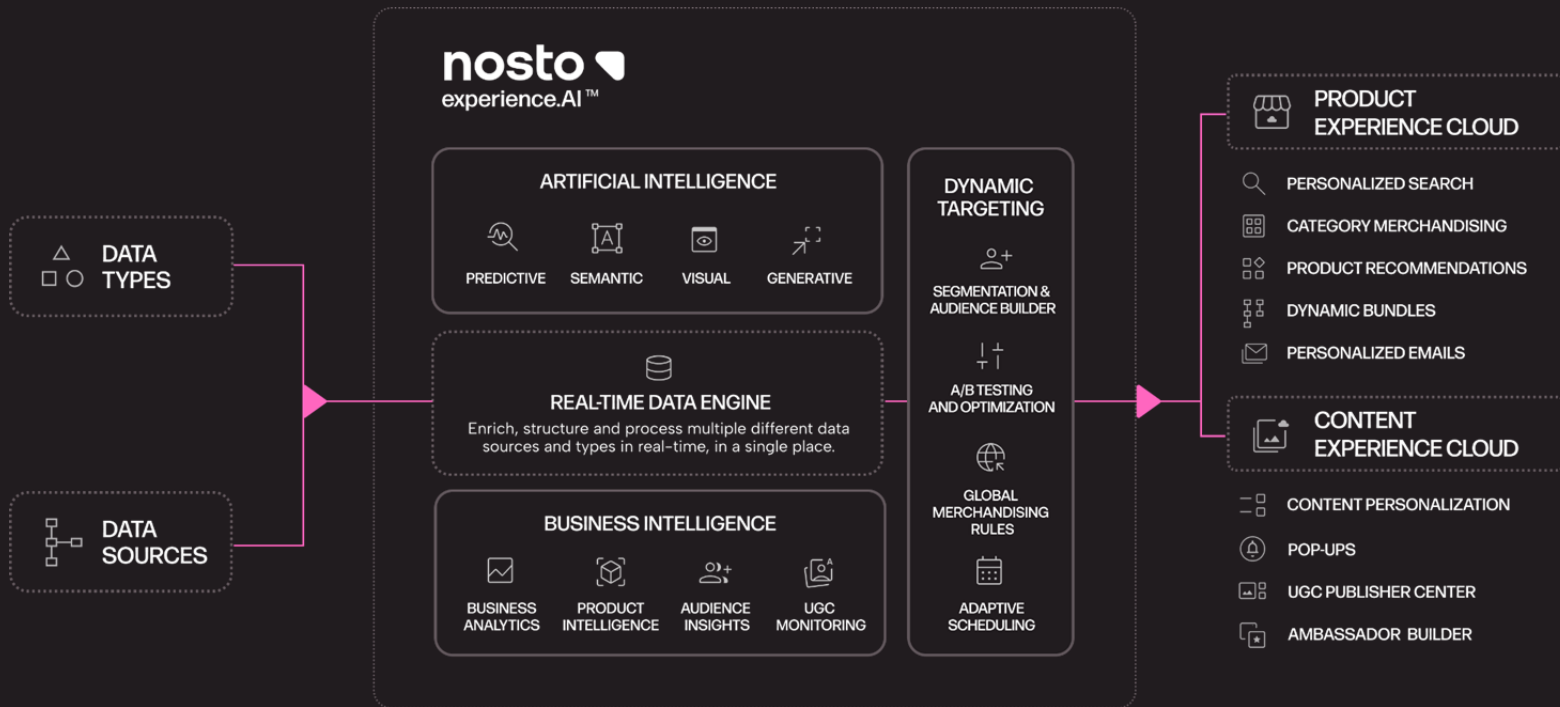 nosto
experience.AI™
DATA
TYPES
DATA
SOURCES
ARTIFICIAL INTELLIGENCE
PREDICTIVE
SEMANTIC
A
VISUAL
GENERATIVE
REAL-TIME DATA ENGINE
Enrich, structure and process multiple different data
sources and types in real-time, in a single place.
BUSINESS INTELLIGENCE
BUSINESS
ANALYTICS
PRODUCT
INTELLIGENCE
AUDIENCE
INSIGHTS
A
UGC
MONITORING
DYNAMIC
TARGETING
SEGMENTATION &
AUDIENCE BUILDER
A/B TESTING
AND OPTIMIZATION
GLOBAL
MERCHANDISING
RULES
ADAPTIVE
SCHEDULING
PRODUCT
EXPERIENCE CLOUD
PERSONALIZED SEARCH
CATEGORY MERCHANDISING
PRODUCT RECOMMENDATIONS
DYNAMIC BUNDLES
PERSONALIZED EMAILS
CONTENT
EXPERIENCE CLOUD
CONTENT PERSONALIZATION
POP-UPS
UGC PUBLISHER CENTER
AMBASSADOR BUILDER